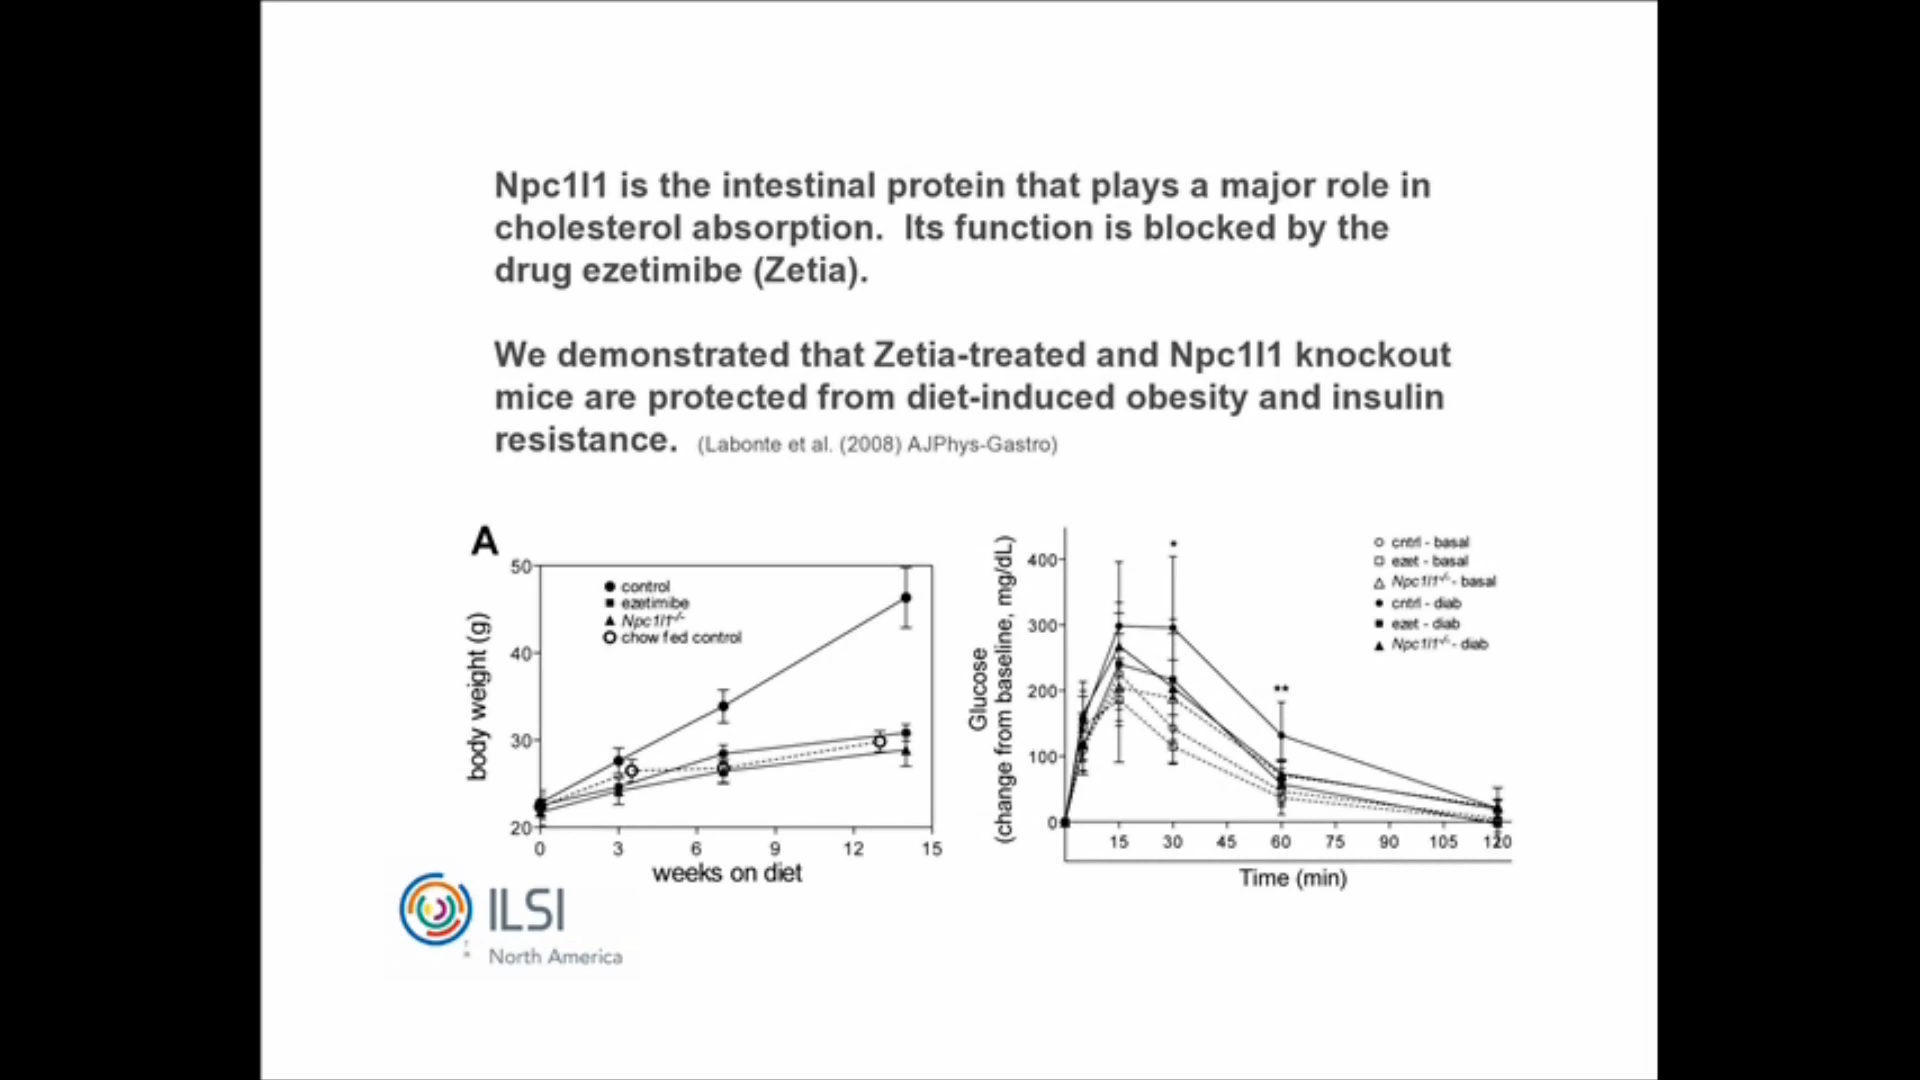 Npc1l1 is the intestinal protein that plays a major role in
cholesterol absorption. Its function is blocked by the
drug ezetimibe (Zetia).
We demonstrated that Zetia-treated and Npc1l1 knockout
mice are protected from diet-induced obesity and insulin
resistance. (Labonte et al. (2008) AJPhys-Gastro)
A
body weight (g)
50
40
30
20
control
ezetimibe
Npc1l1-/-
chow fed control
0 3 6 9 12 15
weeks on diet
Glucose
(change from baseline, mg/dL)
400
300
200
100
0
*
**
cntrl - basal
ezet - basal
Npc1l1-/- - basal
cntrl - diab
ezet - diab
Npc1l1-/- - diab
15 30 45 60 75 90 105 120
Time (min)
ILSI
North America